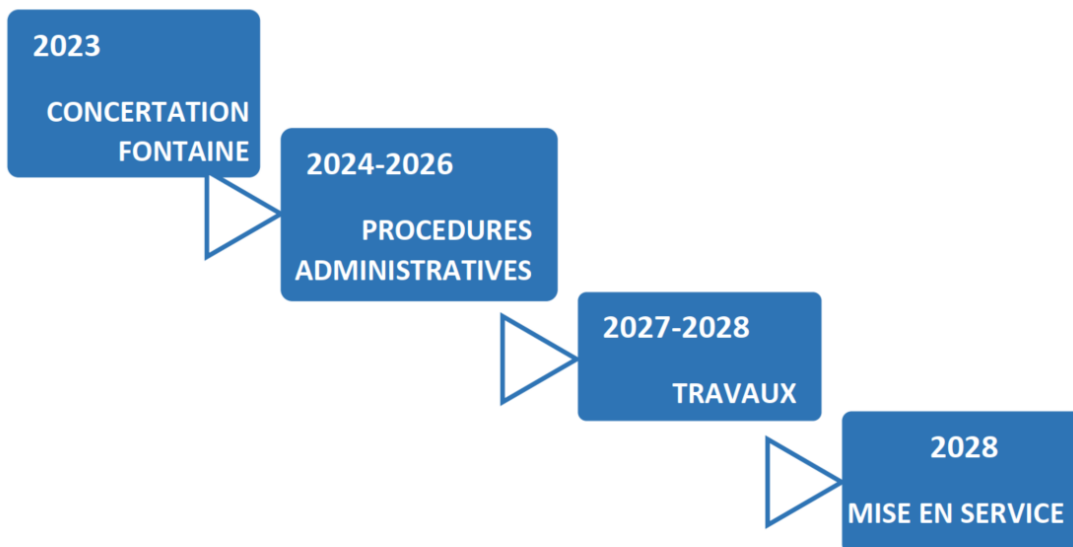 2023
CONCERTATION
FONTAINE
2024-2026
PROCEDURES
ADMINISTRATIVES
2027-2028
TRAVAUX
2028
MISE EN SERVICE